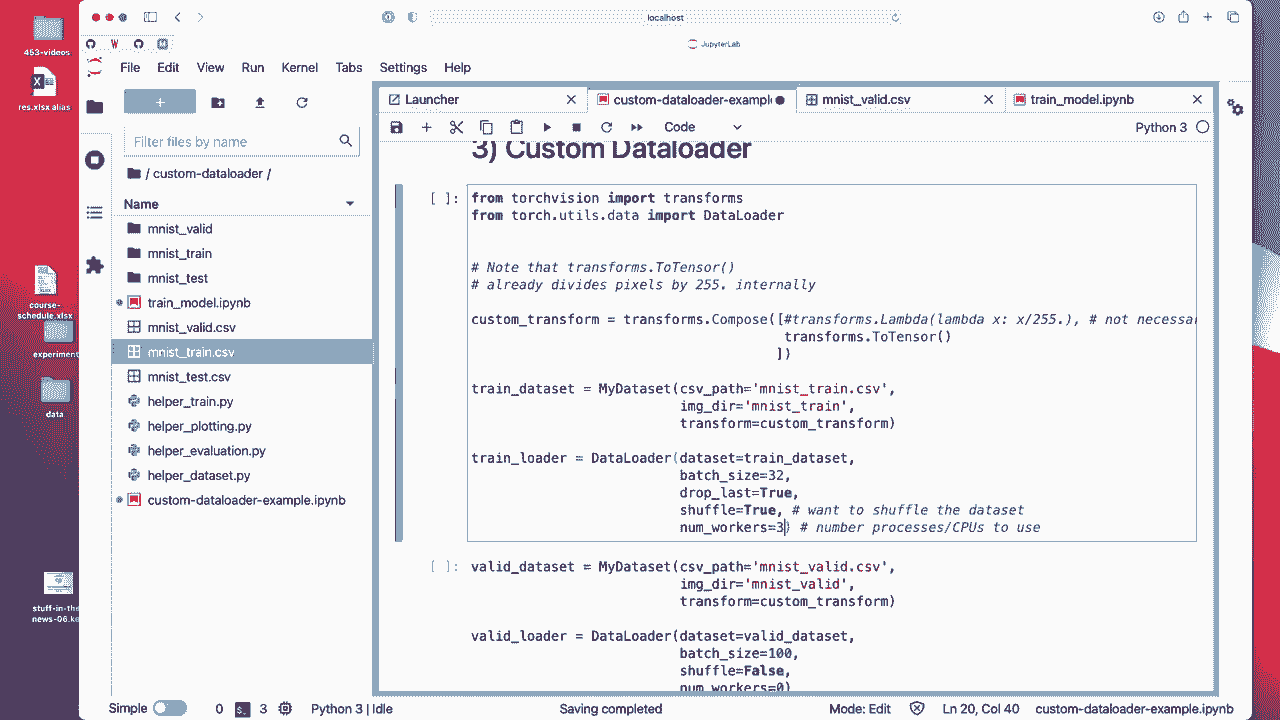 localhost
JupyterLab
File Edit View Run Kernel Tabs Settings Help
453-videos
res.xlsx alias
course-
schedule.xlsx
experiment
data
stuff-in-the
news-06.ke
Filter files by name
/ custom-dataloader /
Name
mnist_valid
mnist_train
mnist_test
train_model.ipynb
mnist_valid.csv
mnist_train.csv
mnist_test.csv
helper_train.py
helper_plotting.py
helper_evaluation.py
helper_dataset.py
custom-dataloader-example.ipynb
Launcher custom-dataloader-example mnist_valid.csv train_model.ipynb
Code Python 3
3) Custom Dataloader
[ ]: from torchvision import transforms
from torch.utils.data import DataLoader
# Note that transforms.ToTensor()
# already divides pixels by 255. internally
custom_transform = transforms.Compose([#transforms.Lambda(lambda x: x/255.), # not necessar
transforms.ToTensor()
])
train_dataset = MyDataset(csv_path='mnist_train.csv',
img_dir='mnist_train',
transform=custom_transform)
train_loader = DataLoader(dataset=train_dataset,
batch_size=32,
drop_last=True,
shuffle=True, # want to shuffle the dataset
num_workers=3) # number processes/CPUs to use
[ ]: valid_dataset = MyDataset(csv_path='mnist_valid.csv',
img_dir='mnist_valid',
transform=custom_transform)
valid_loader = DataLoader(dataset=valid_dataset,
batch_size=100,
shuffle=False,
num_workers=0)
Simple 0 $_ 3 Python 3 | Idle Saving completed Mode: Edit Ln 20, Col 40 custom-dataloader-example.ipynb